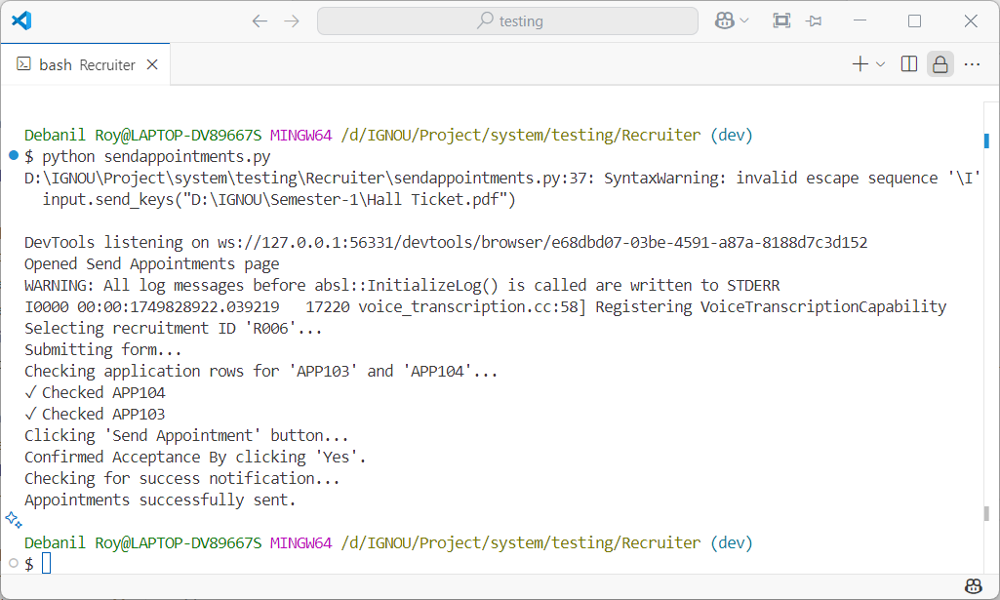 testing
bash Recruiter
Debanil Roy@LAPTOP-DV89667S MINGW64 /d/IGNOU/Project/system/testing/Recruiter (dev)
$ python sendappointments.py
D:\IGNOU\Project\system\testing\Recruiter\sendappointments.py:37: SyntaxWarning: invalid escape sequence '\I'
  input.send_keys("D:\IGNOU\Semester-1\Hall Ticket.pdf")
DevTools listening on ws://127.0.0.1:56331/devtools/browser/e68dbd07-03be-4591-a87a-8188d7c3d152
Opened Send Appointments page
WARNING: All log messages before absl::InitializeLog() is called are written to STDERR
I0000 00:00:1749828922.039219   17220 voice_transcription.cc:58] Registering VoiceTranscriptionCapability
Selecting recruitment ID 'R006'...
Submitting form...
Checking application rows for 'APP103' and 'APP104'...
✓ Checked APP104
✓ Checked APP103
Clicking 'Send Appointment' button...
Confirmed Acceptance By clicking 'Yes'.
Checking for success notification...
Appointments successfully sent.
Debanil Roy@LAPTOP-DV89667S MINGW64 /d/IGNOU/Project/system/testing/Recruiter (dev)
$